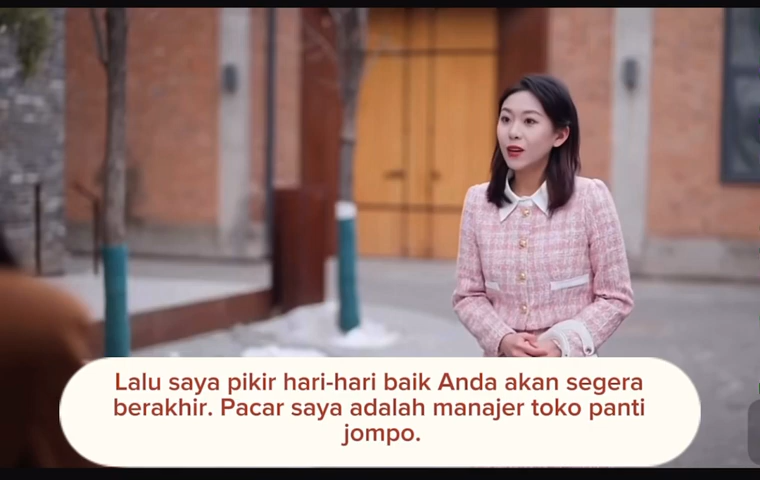 Lalu saya pikir hari-hari baik Anda akan segera
berakhir. Pacar saya adalah manajer toko panti
jompo.